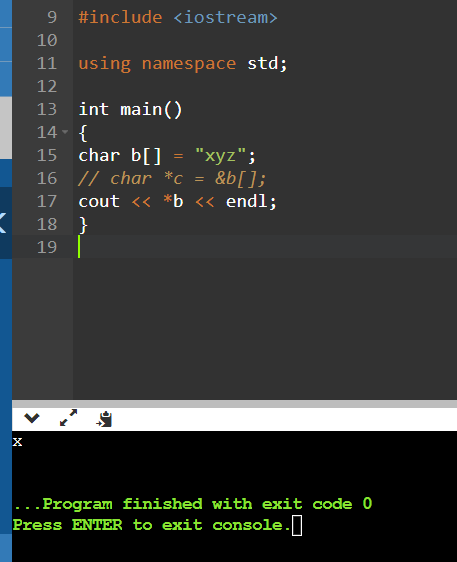 9 #include <iostream>
10
11 using namespace std;
12
13 int main()
14 {
15 char b[] = "xyz";
16 // char *c = &b[];
17 cout << *b << endl;
18 }
19
x
...Program finished with exit code 0
Press ENTER to exit console.